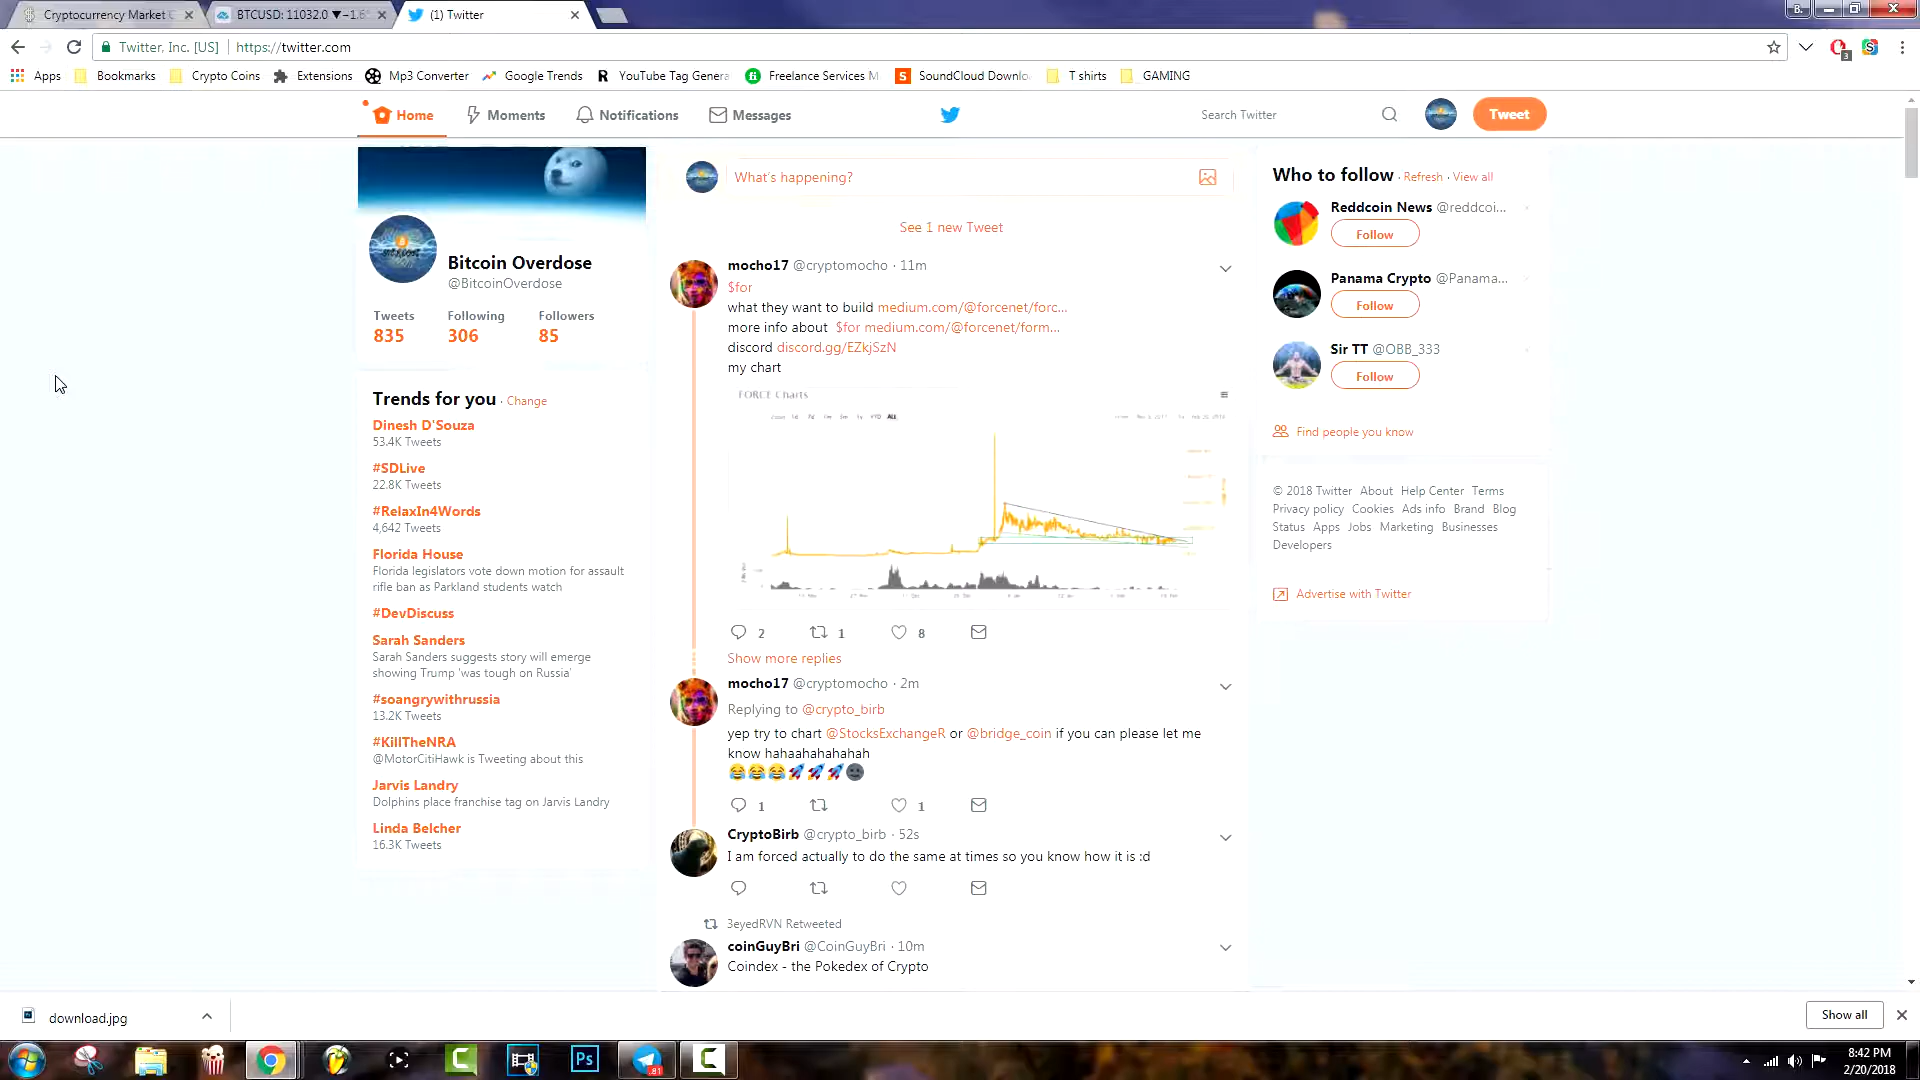 Cryptocurrency Market
BTCUSD: 11032.0 ▼−1.6
(1) Twitter
B.
Twitter, Inc. [US]
https://twitter.com
3
Apps
Bookmarks
Crypto Coins
Extensions
Mp3 Converter
Google Trends
R YouTube Tag Genera
fi Freelance Services M
S SoundCloud Downlo
T shirts
GAMING
Home
Moments
Notifications
Messages
Search Twitter
Tweet
Bitcoin Overdose
@BitcoinOverdose
Tweets Following Followers
835 306 85
Trends for you · Change
Dinesh D'Souza
53.4K Tweets
#SDLive
22.8K Tweets
#RelaxIn4Words
4,642 Tweets
Florida House
Florida legislators vote down motion for assault
rifle ban as Parkland students watch
#DevDiscuss
Sarah Sanders
Sarah Sanders suggests story will emerge
showing Trump 'was tough on Russia'
#soangrywithrussia
13.2K Tweets
#KillTheNRA
@MotorCitiHawk is Tweeting about this
Jarvis Landry
Dolphins place franchise tag on Jarvis Landry
Linda Belcher
16.3K Tweets
What's happening?
See 1 new Tweet
mocho17 @cryptomocho · 11m
$for
what they want to build medium.com/@forcenet/forc...
more info about $for medium.com/@forcenet/form...
discord discord.gg/EZkjSzN
my chart
FORCE Charts
YTD ALL
2 1 8
Show more replies
mocho17 @cryptomocho · 2m
Replying to @crypto_birb
yep try to chart @StocksExchangeR or @bridge_coin if you can please let me
know hahaahahahahah
😂😂😂🚀🚀🚀🌚
1 1
CryptoBirb @crypto_birb · 52s
I am forced actually to do the same at times so you know how it is :d
3eyedRVN Retweeted
coinGuyBri @CoinGuyBri · 10m
Coindex - the Pokedex of Crypto
Who to follow · Refresh · View all
Reddcoin News @reddcoi...
Follow
Panama Crypto @Panama...
Follow
Sir TT @OBB_333
Follow
Find people you know
© 2018 Twitter About Help Center Terms
Privacy policy Cookies Ads info Brand Blog
Status Apps Jobs Marketing Businesses
Developers
Advertise with Twitter
download.jpg
Show all
Ps
81
8:42 PM
2/20/2018